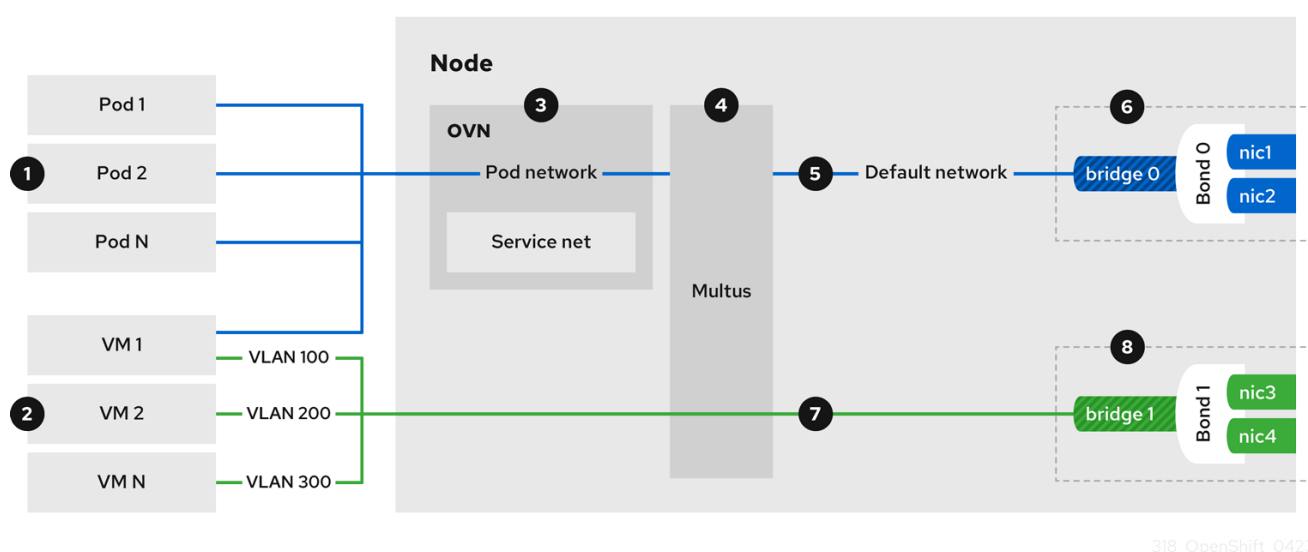 Node
3
4
6
OVN
Pod 1
Pod 2
Pod N
1
Pod network
5
Default network
bridge 0
Bond 0
nic1
nic2
Service net
Multus
VM 1
VM 2
VM N
2
VLAN 100
VLAN 200
VLAN 300
7
8
bridge 1
Bond 1
nic3
nic4
318_OpenShift_0422